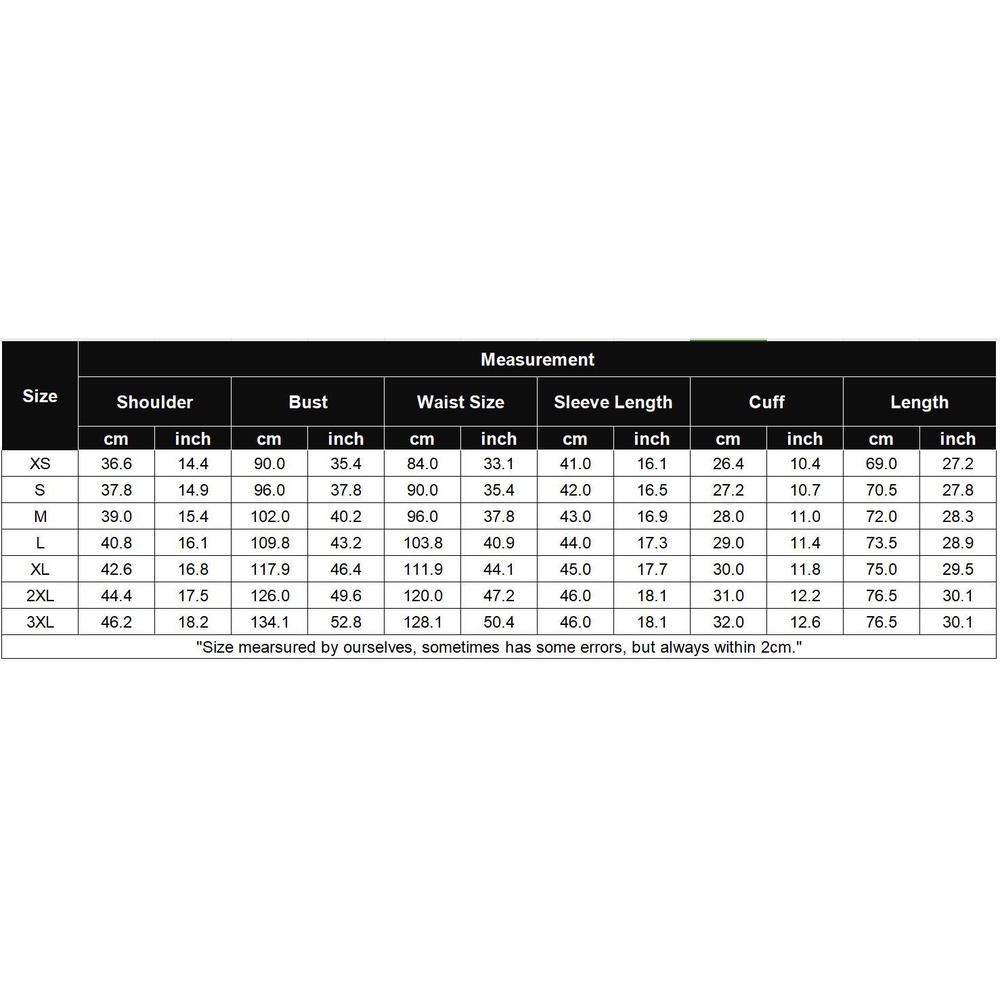 Measurement
Size Shoulder Bust Waist Size Sleeve Length Cuff Length
cm inch cm inch cm inch cm inch cm inch cm inch
XS 36.6 14.4 90.0 35.4 84.0 33.1 41.0 16.1 26.4 10.4 69.0 27.2
S 37.8 14.9 96.0 37.8 90.0 35.4 42.0 16.5 27.2 10.7 70.5 27.8
M 39.0 15.4 102.0 40.2 96.0 37.8 43.0 16.9 28.0 11.0 72.0 28.3
L 40.8 16.1 109.8 43.2 103.8 40.9 44.0 17.3 29.0 11.4 73.5 28.9
XL 42.6 16.8 117.9 46.4 111.9 44.1 45.0 17.7 30.0 11.8 75.0 29.5
2XL 44.4 17.5 126.0 49.6 120.0 47.2 46.0 18.1 31.0 12.2 76.5 30.1
3XL 46.2 18.2 134.1 52.8 128.1 50.4 46.0 18.1 32.0 12.6 76.5 30.1
"Size mearsured by ourselves, sometimes has some errors, but always within 2cm."